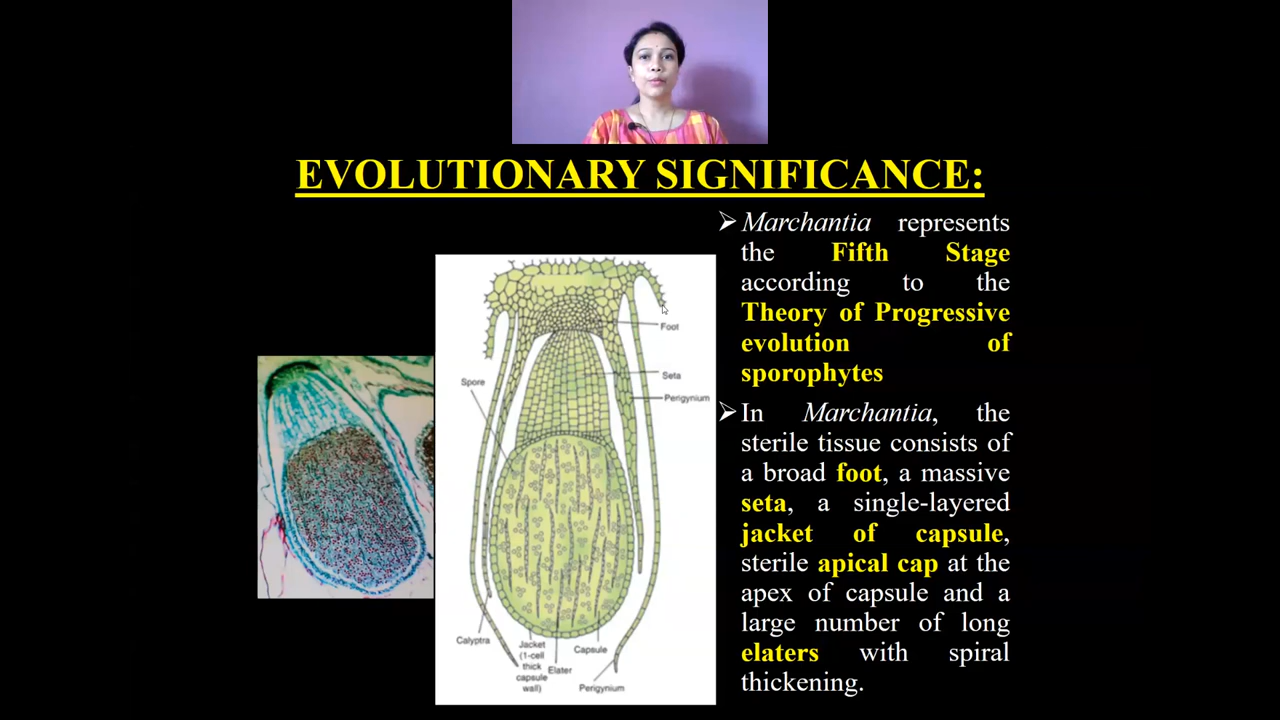 EVOLUTIONARY SIGNIFICANCE:
Marchantia represents
the Fifth Stage
according to the
Theory of Progressive
evolution of
sporophytes
In Marchantia, the
sterile tissue consists of
a broad foot, a massive
seta, a single-layered
jacket of capsule,
sterile apical cap at the
apex of capsule and a
large number of long
elaters with spiral
thickening.
Foot
Spore
Seta
Perigynium
Calyptra
Jacket
(1-cell
thick
capsule
wall)
Elater
Capsule
Perigynium